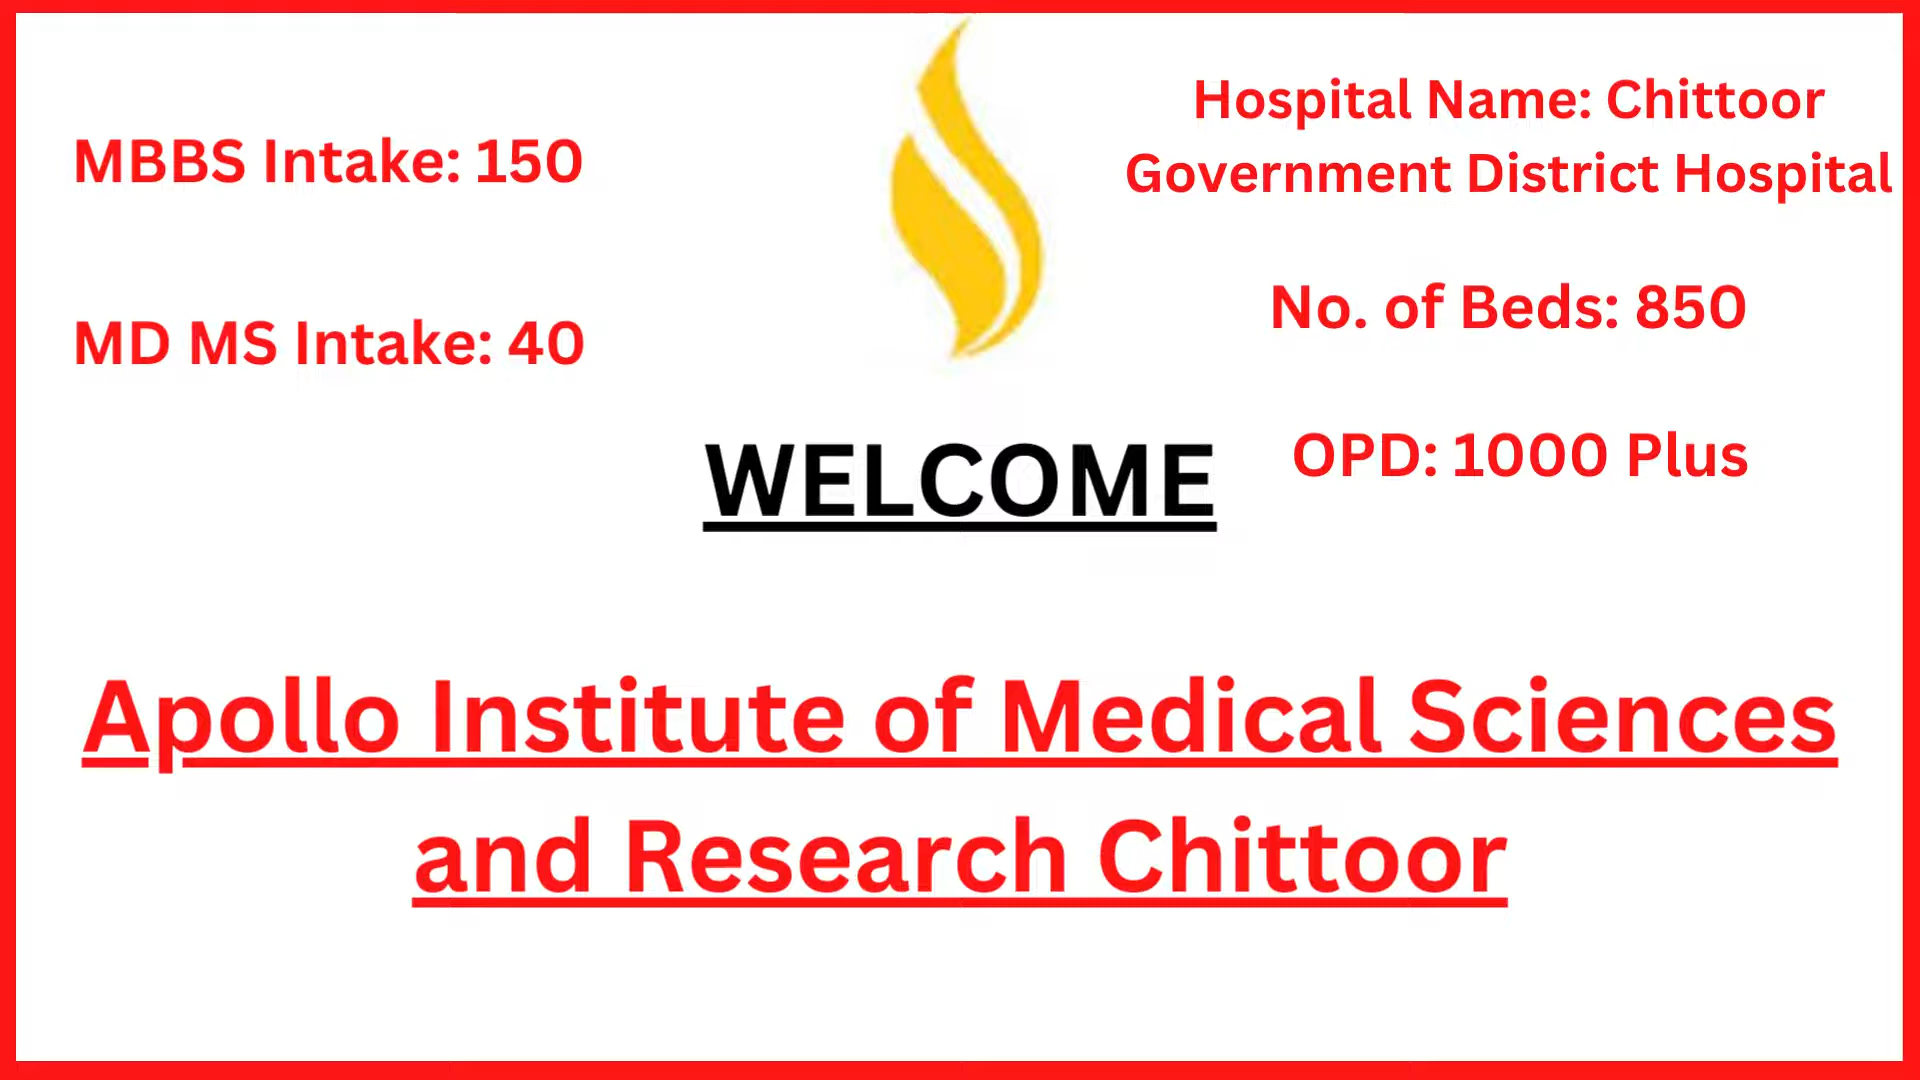 MBBS Intake: 150
MD MS Intake: 40
Hospital Name: Chittoor
Government District Hospital
No. of Beds: 850
OPD: 1000 Plus
WELCOME
Apollo Institute of Medical Sciences
and Research Chittoor